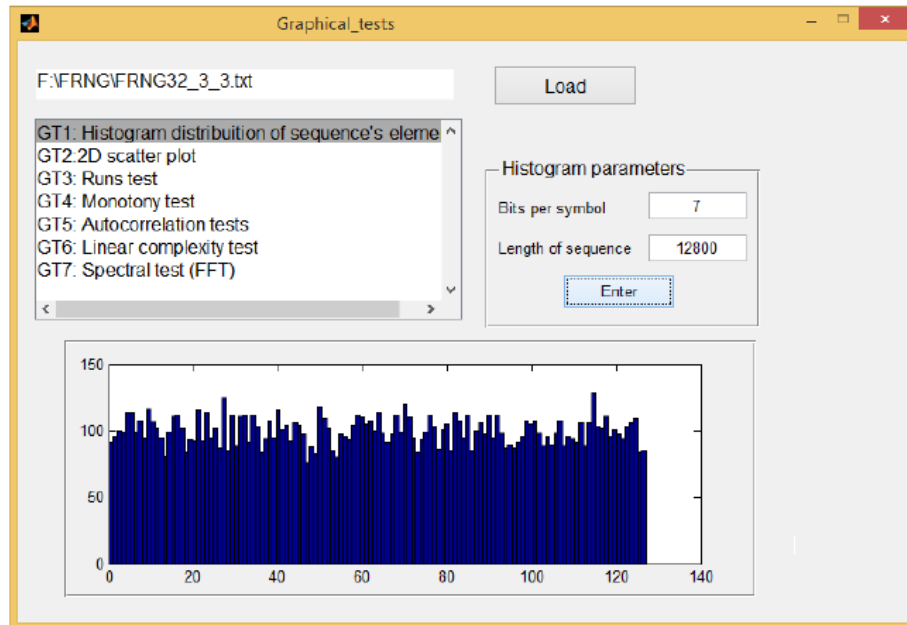 Graphical_tests
F:\FRNG\FRNG32_3_3.txt
Load
GT1: Histogram distribuition of sequence's eleme
GT2:2D scatter plot
GT3: Runs test
GT4: Monotony test
GT5: Autocorrelation tests
GT6: Linear complexity test
GT7: Spectral test (FFT)
Histogram parameters
Bits per symbol 7
Length of sequence 12800
Enter
150
100
50
0
0 20 40 60 80 100 120 140